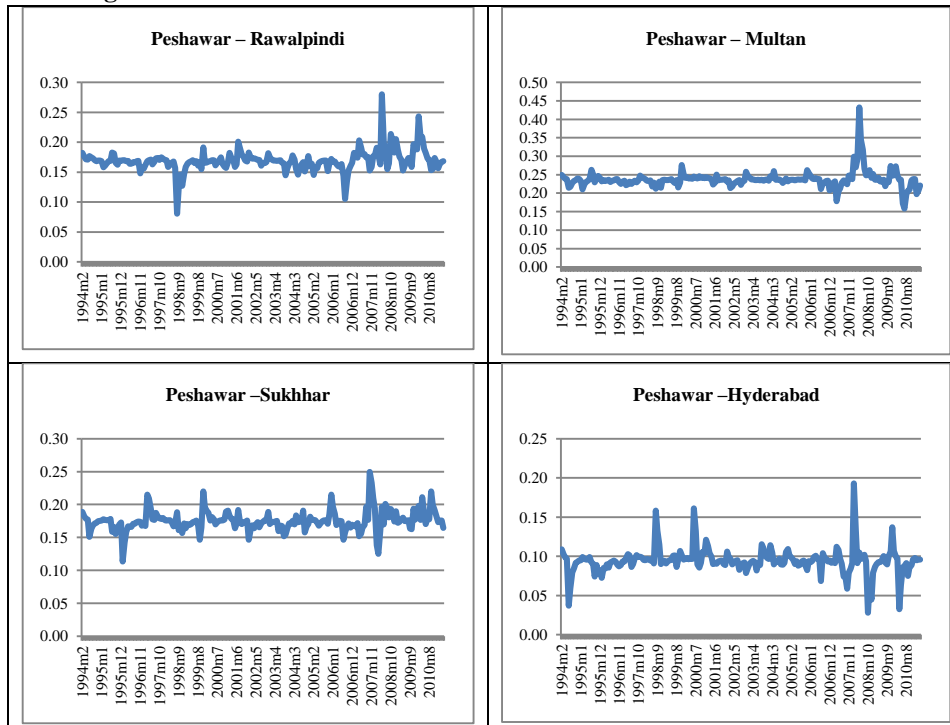 Peshawar – Rawalpindi
0.30
0.25
0.20
0.15
0.10
0.05
0.00
1994m2
1995m1
1995m12
1996m11
1997m10
1998m9
1999m8
2000m7
2001m6
2002m5
2003m4
2004m3
2005m2
2006m1
2006m12
2007m11
2008m10
2009m9
2010m8
Peshawar – Multan
0.50
0.45
0.40
0.35
0.30
0.25
0.20
0.15
0.10
0.05
0.00
1994m2
1995m1
1995m12
1996m11
1997m10
1998m9
1999m8
2000m7
2001m6
2002m5
2003m4
2004m3
2005m2
2006m1
2006m12
2007m11
2008m10
2009m9
2010m8
Peshawar –Sukhhar
0.30
0.25
0.20
0.15
0.10
0.05
0.00
1994m2
1995m1
1995m12
1996m11
1997m10
1998m9
1999m8
2000m7
2001m6
2002m5
2003m4
2004m3
2005m2
2006m1
2006m12
2007m11
2008m10
2009m9
2010m8
Peshawar –Hyderabad
0.25
0.20
0.15
0.10
0.05
0.00
1994m2
1995m1
1995m12
1996m11
1997m10
1998m9
1999m8
2000m7
2001m6
2002m5
2003m4
2004m3
2005m2
2006m1
2006m12
2007m11
2008m10
2009m9
2010m8